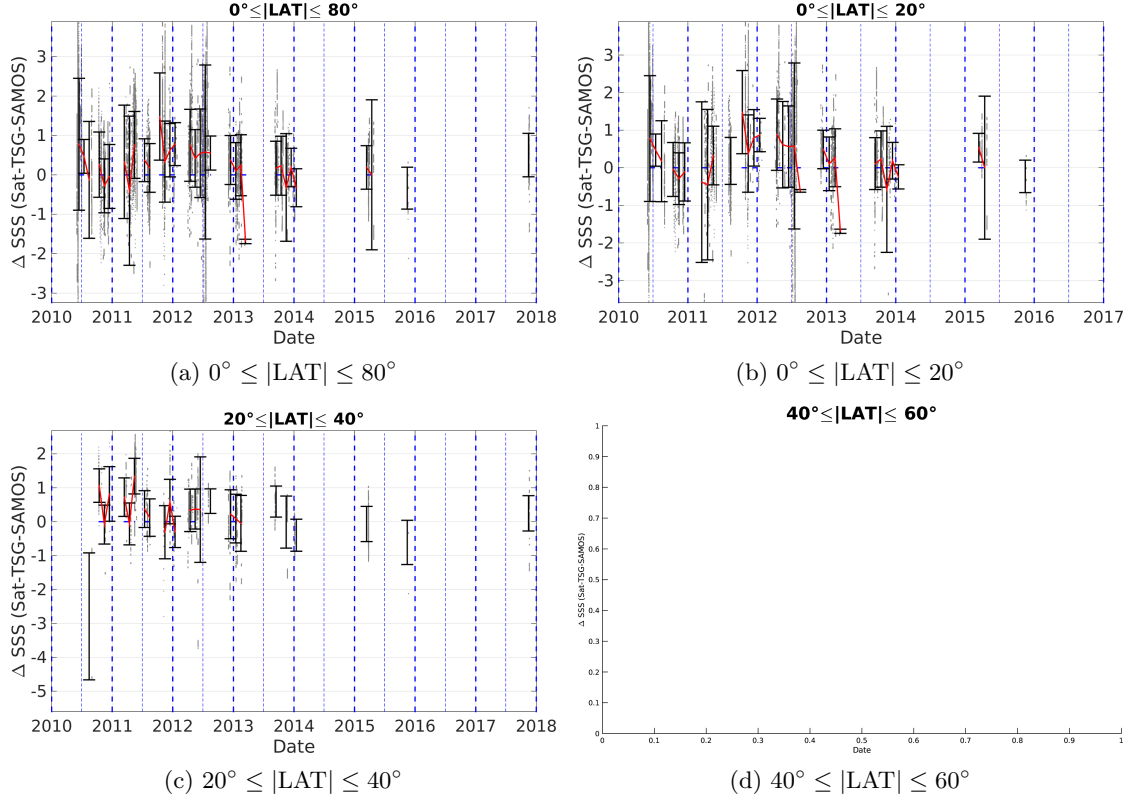 0°≤|LAT|≤ 80°
3
2
1
0
-1
-2
-3
Δ SSS (Sat-TSG-SAMOS)
2010 2011 2012 2013 2014 2015 2016 2017 2018
Date
(a) 0° ≤ |LAT| ≤ 80°
0°≤|LAT|≤ 20°
3
2
1
0
-1
-2
-3
Δ SSS (Sat-TSG-SAMOS)
2010 2011 2012 2013 2014 2015 2016 2017
Date
(b) 0° ≤ |LAT| ≤ 20°
20°≤|LAT|≤ 40°
2
1
0
-1
-2
-3
-4
-5
Δ SSS (Sat-TSG-SAMOS)
2010 2011 2012 2013 2014 2015 2016 2017 2018
Date
(c) 20° ≤ |LAT| ≤ 40°
40°≤|LAT|≤ 60°
1
0.9
0.8
0.7
0.6
0.5
0.4
0.3
0.2
0.1
0
Δ SSS (Sat-TSG-SAMOS)
0 0.1 0.2 0.3 0.4 0.5 0.6 0.7 0.8 0.9 1
Date
(d) 40° ≤ |LAT| ≤ 60°